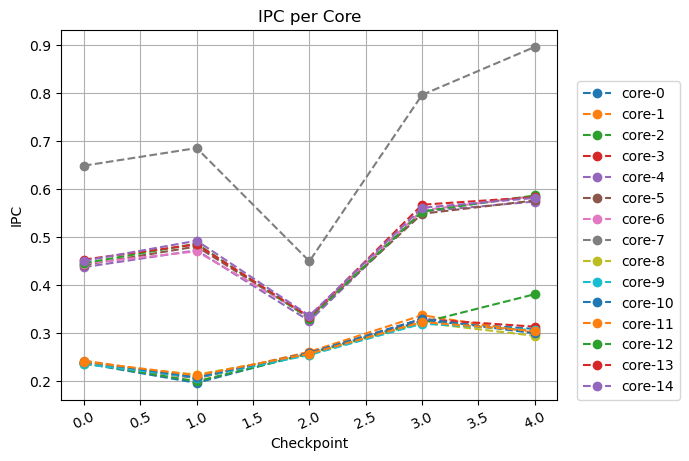 IPC per Core
0.9
0.8
0.7
0.6
0.5
0.4
0.3
0.2
IPC
0.0
0.5
1.0
1.5
2.0
2.5
3.0
3.5
4.0
Checkpoint
core-0
core-1
core-2
core-3
core-4
core-5
core-6
core-7
core-8
core-9
core-10
core-11
core-12
core-13
core-14